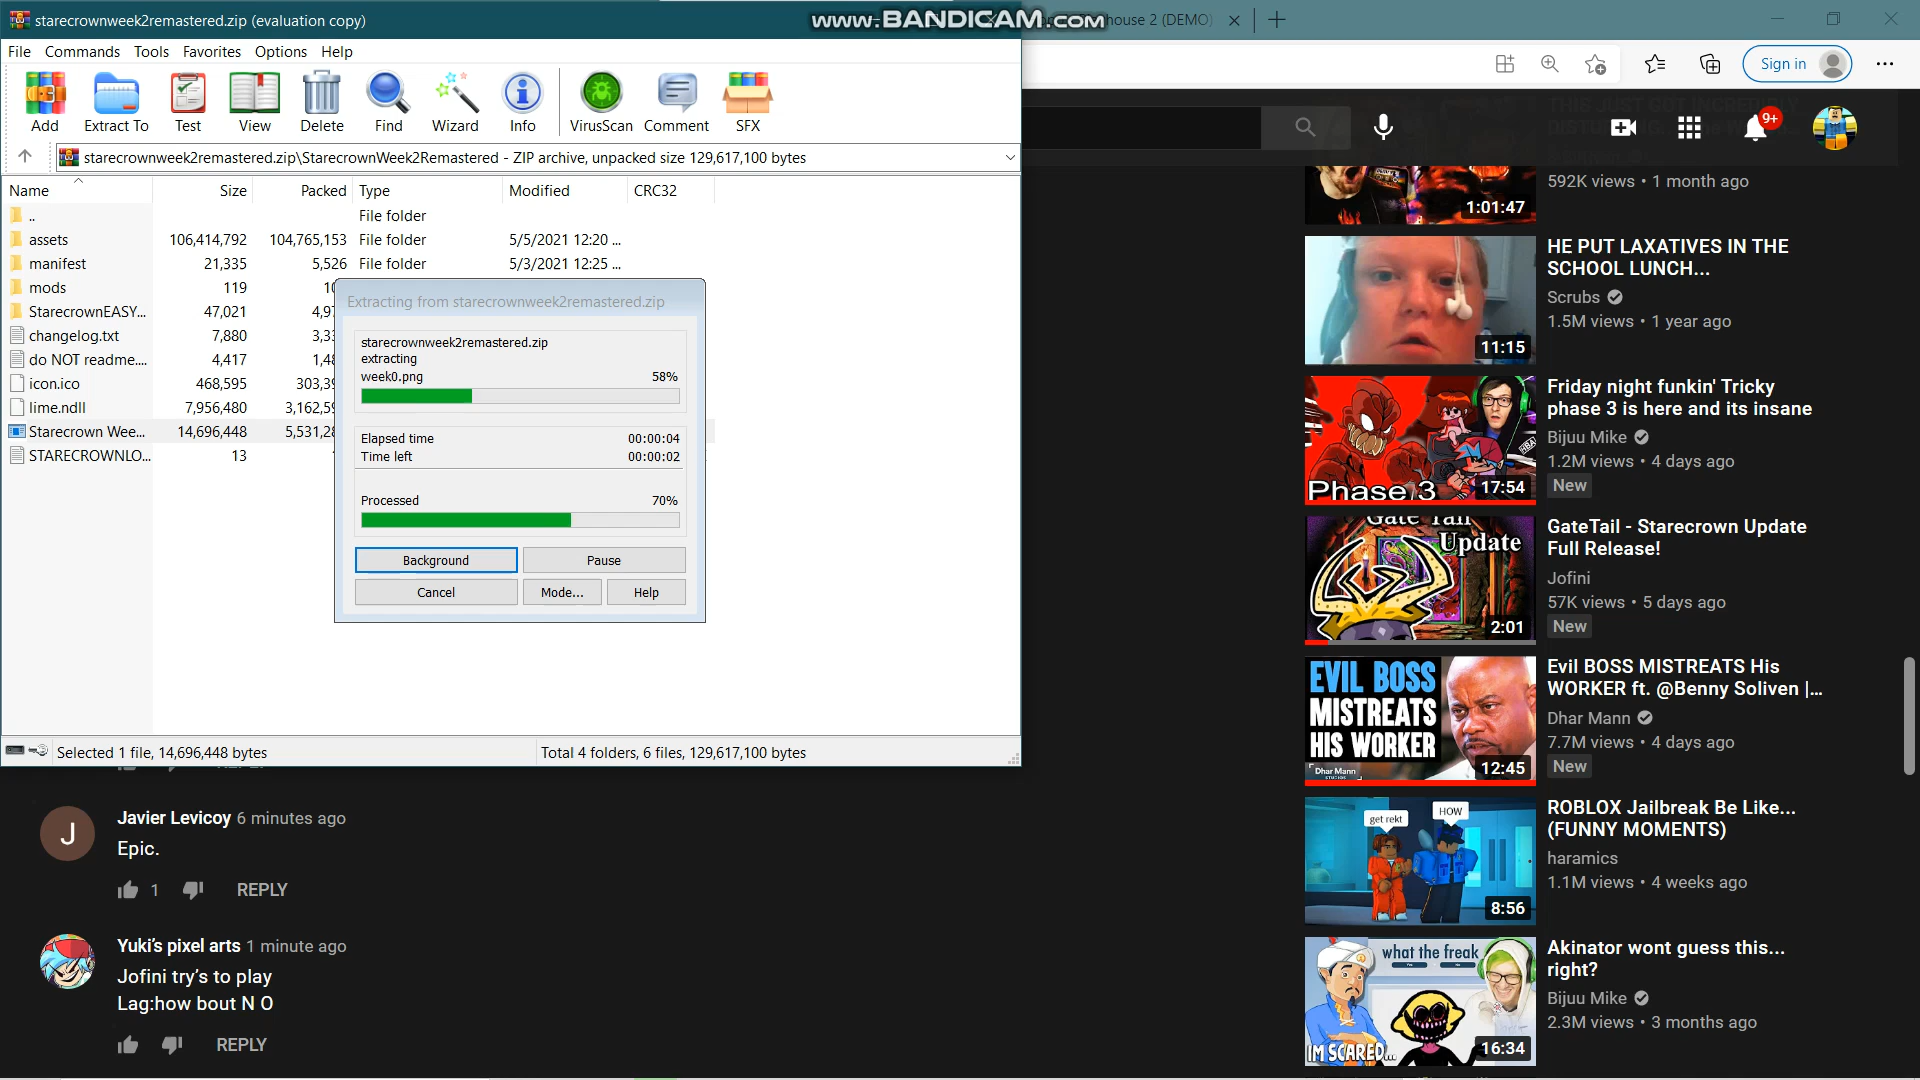 starecrownweek2remastered.zip (evaluation copy)
www.BANDICAM.com
house 2 (DEMO)
File Commands Tools Favorites Options Help
Sign in
Add Extract To Test View Delete Find Wizard Info VirusScan Comment SFX
9+
starecrownweek2remastered.zip\StarecrownWeek2Remastered - ZIP archive, unpacked size 129,617,100 bytes
Name Size Packed Type Modified CRC32
.. File folder
assets 106,414,792 104,765,153 File folder 5/5/2021 12:20 ...
manifest 21,335 5,526 File folder 5/3/2021 12:25 ...
mods 119
StarecrownEASY... 47,021
changelog.txt 7,880
do NOT readme.... 4,417
icon.ico 468,595
lime.ndll 7,956,480
Starecrown Wee... 14,696,448
STARECROWNLO... 13
Extracting from starecrownweek2remastered.zip
starecrownweek2remastered.zip
extracting
week0.png 58%
Elapsed time 00:00:04
Time left 00:00:02
Processed 70%
Background Pause
Cancel Mode... Help
Selected 1 file, 14,696,448 bytes
Total 4 folders, 6 files, 129,617,100 bytes
Javier Levicoy 6 minutes ago
Epic.
1 REPLY
Yuki's pixel arts 1 minute ago
Jofini try's to play
Lag:how bout N O
REPLY
THIS JUST GOT INCREDIBLY
592K views • 1 month ago
1:01:47
HE PUT LAXATIVES IN THE
SCHOOL LUNCH...
Scrubs
1.5M views • 1 year ago
11:15
Friday night funkin' Tricky
phase 3 is here and its insane
Bijuu Mike
1.2M views • 4 days ago
New
Phase 3
17:54
GateTail - Starecrown Update
Full Release!
Jofini
57K views • 5 days ago
New
Gate Tail
Update
2:01
Evil BOSS MISTREATS His
WORKER ft. @Benny Soliven |...
Dhar Mann
7.7M views • 4 days ago
New
EVIL BOSS
MISTREATS
HIS WORKER
Dhar Mann
STUDIOS
12:45
ROBLOX Jailbreak Be Like...
(FUNNY MOMENTS)
haramics
1.1M views • 4 weeks ago
get rekt
HOW
8:56
Akinator wont guess this...
right?
Bijuu Mike
2.3M views • 3 months ago
what the freak
IM SCARED...
16:34